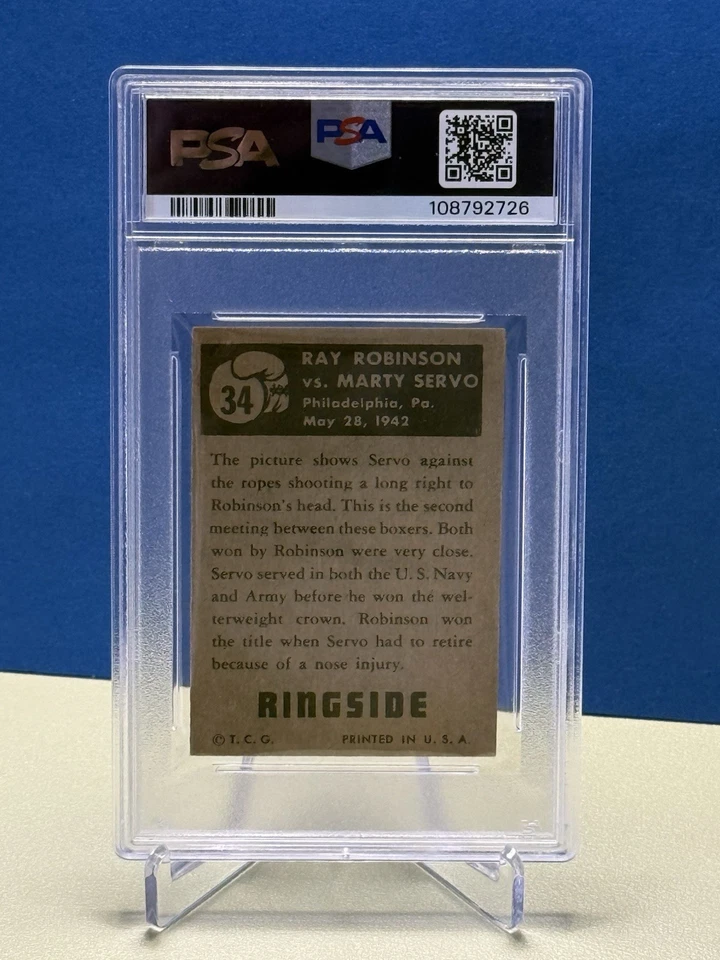 PSA
PSA
108792726
34
RAY ROBINSON
vs. MARTY SERVO
Philadelphia, Pa.
May 28, 1942
The picture shows Servo against
the ropes shooting a long right to
Robinson's head. This is the second
meeting between these boxers. Both
won by Robinson were very close.
Servo served in both the U. S. Navy
and Army before he won the wel-
terweight crown. Robinson won
the title when Servo had to retire
because of a nose injury.
RINGSIDE
© T. C. G. PRINTED IN U. S. A.